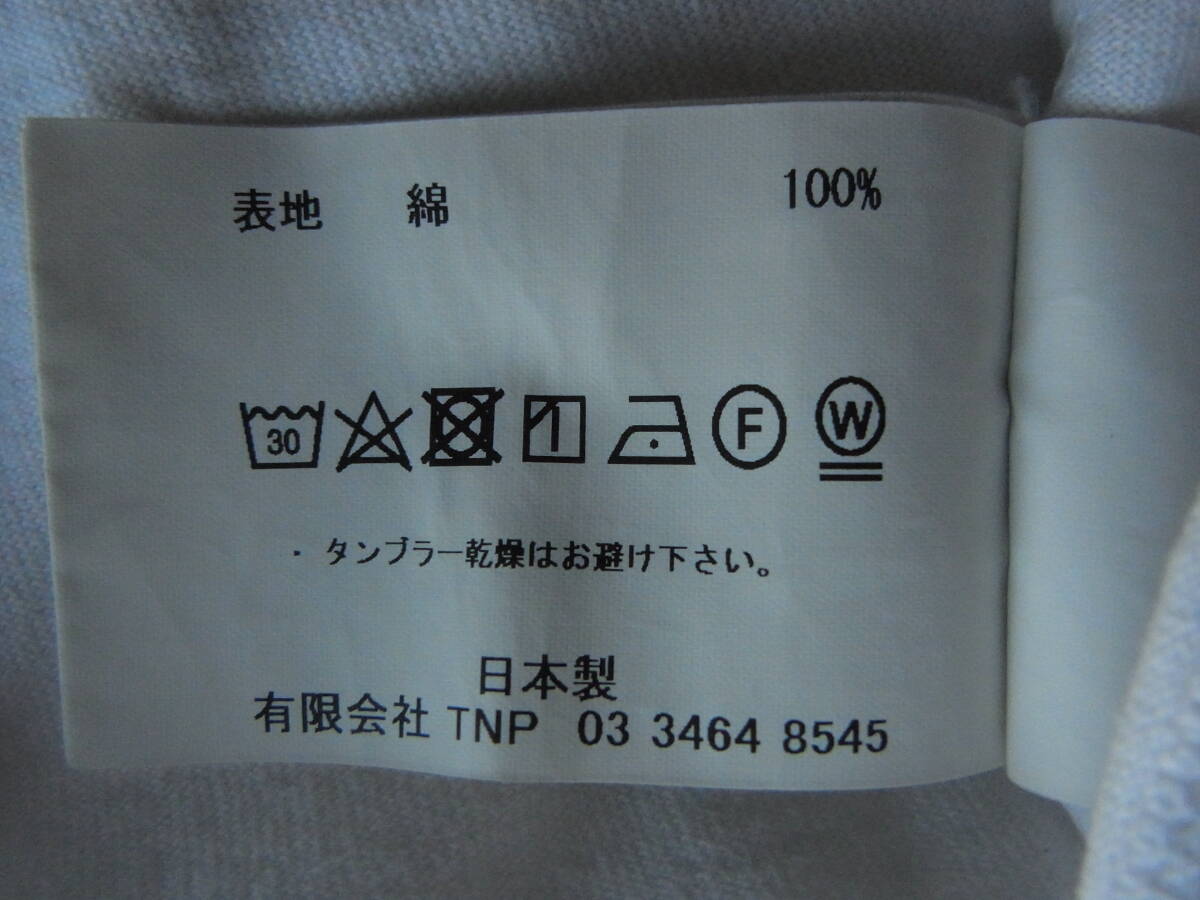 表地 綿 100%
30 F W
・タンブラー乾燥はお避け下さい。
日本製
有限会社 TNP 03 3464 8545